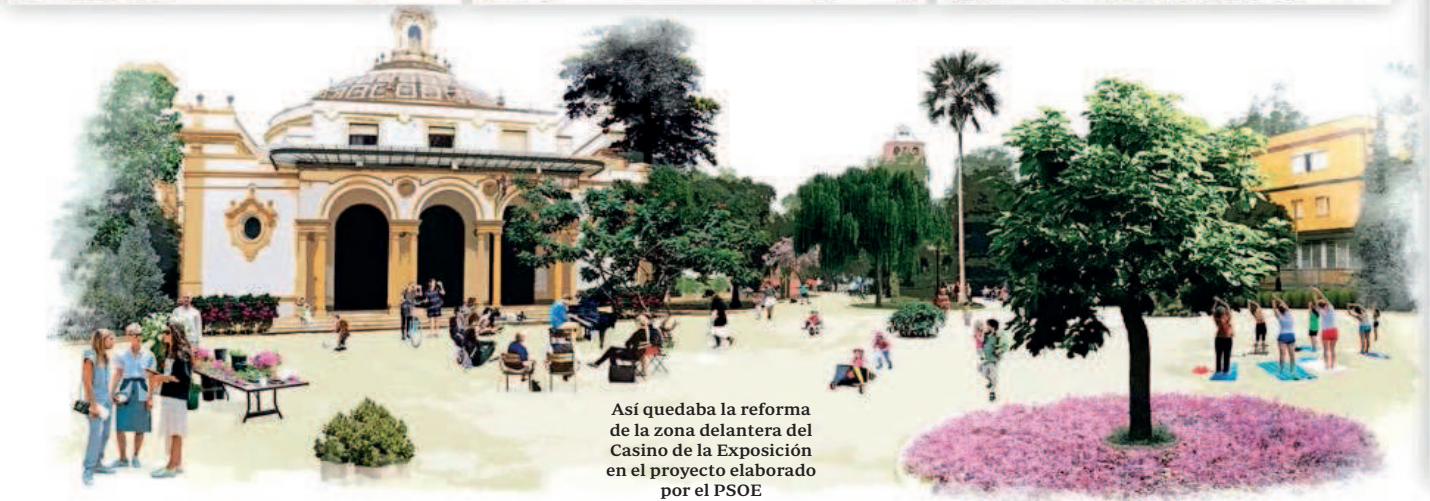 Así quedaba la reforma
de la zona delantera del
Casino de la Exposición
en el proyecto elaborado
por el PSOE